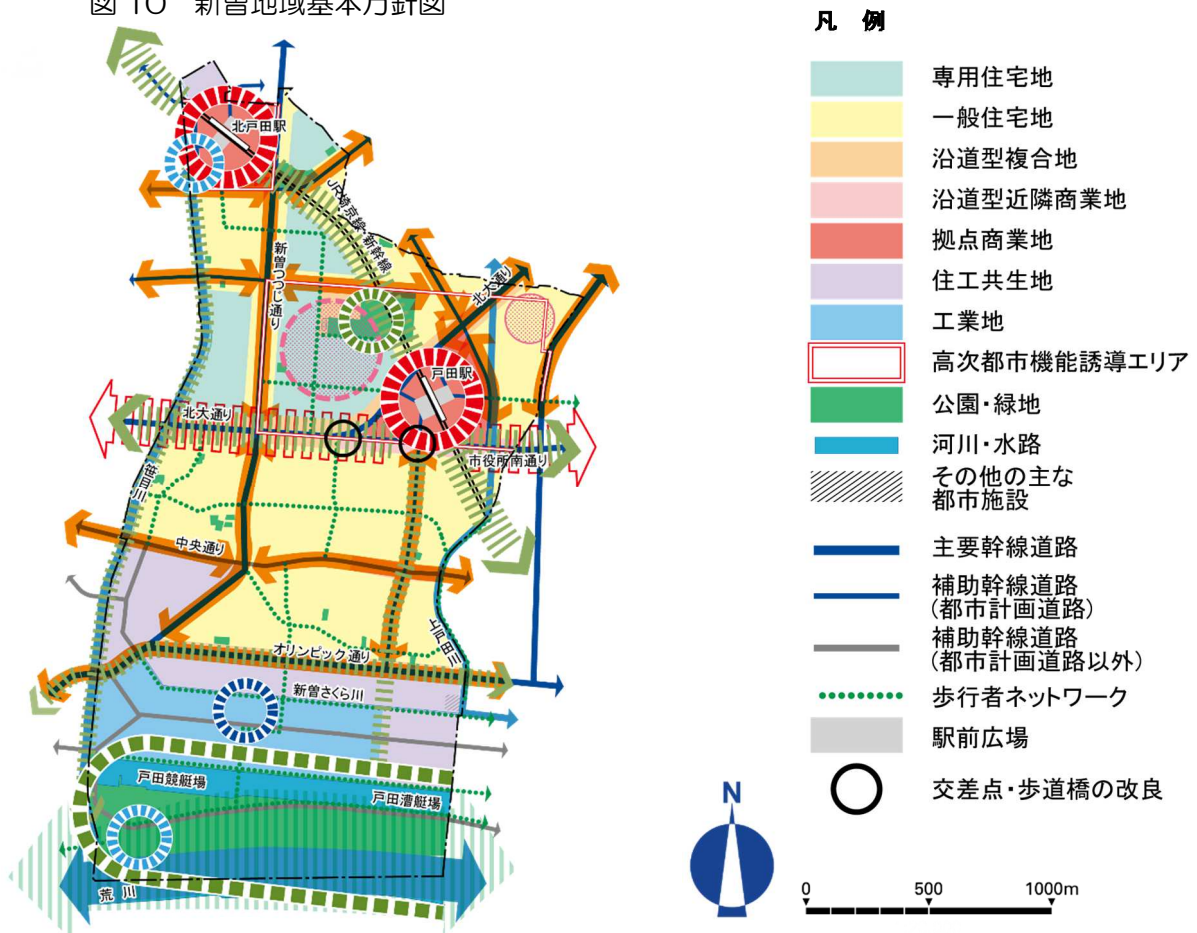 図 10 新曽地域基本方針図
北戸田駅
JR埼京線・新幹線
新曽つつじ通り
北大通り
戸田駅
北大通り
市役所南通り
笹目川
中央通り
上戸田川
オリンピック通り
新曽さくら川
戸田競艇場
戸田漕艇場
荒 川
凡 例
専用住宅地
一般住宅地
沿道型複合地
沿道型近隣商業地
拠点商業地
住工共生地
工業地
高次都市機能誘導エリア
公園・緑地
河川・水路
その他の主な
都市施設
主要幹線道路
補助幹線道路
(都市計画道路)
補助幹線道路
(都市計画道路以外)
歩行者ネットワーク
駅前広場
交差点・歩道橋の改良
N
0 500 1000m